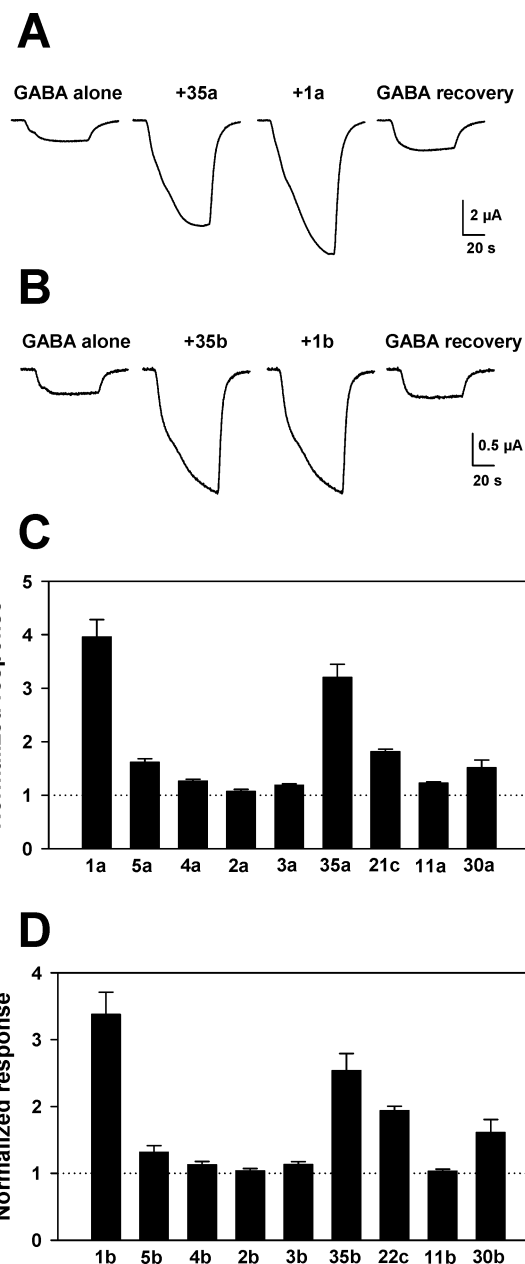 A
GABA alone +35a +1a GABA recovery
2 µA
20 s
B
GABA alone +35b +1b GABA recovery
0.5 µA
20 s
C
5
4
3
2
1
0
1a 5a 4a 2a 3a 35a 21c 11a 30a
D
Normalized response
4
3
2
1
0
1b 5b 4b 2b 3b 35b 22c 11b 30b